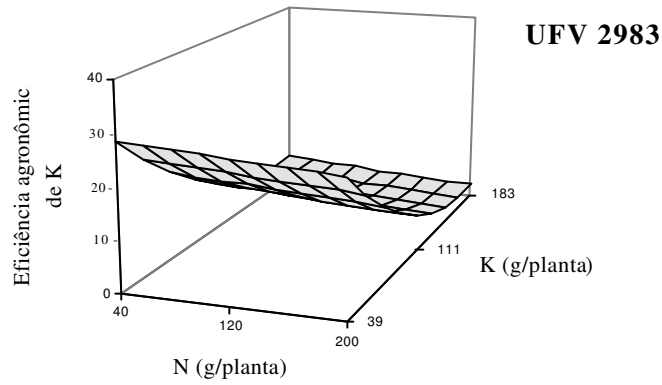 UFV 2983
Eficiência agronômic
de K
40
30
20
10
0
40
120
200
N (g/planta)
39
111
183
K (g/planta)